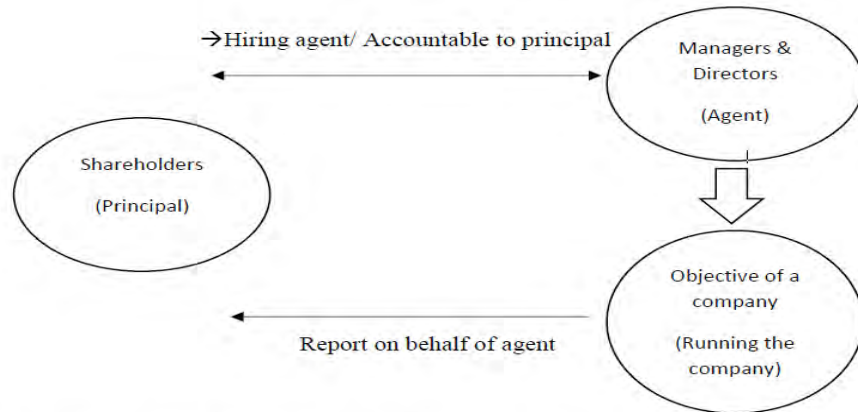 →Hiring agent/ Accountable to principal
Managers &
Directors
(Agent)
Shareholders
(Principal)
Objective of a
company
(Running the
company)
Report on behalf of agent